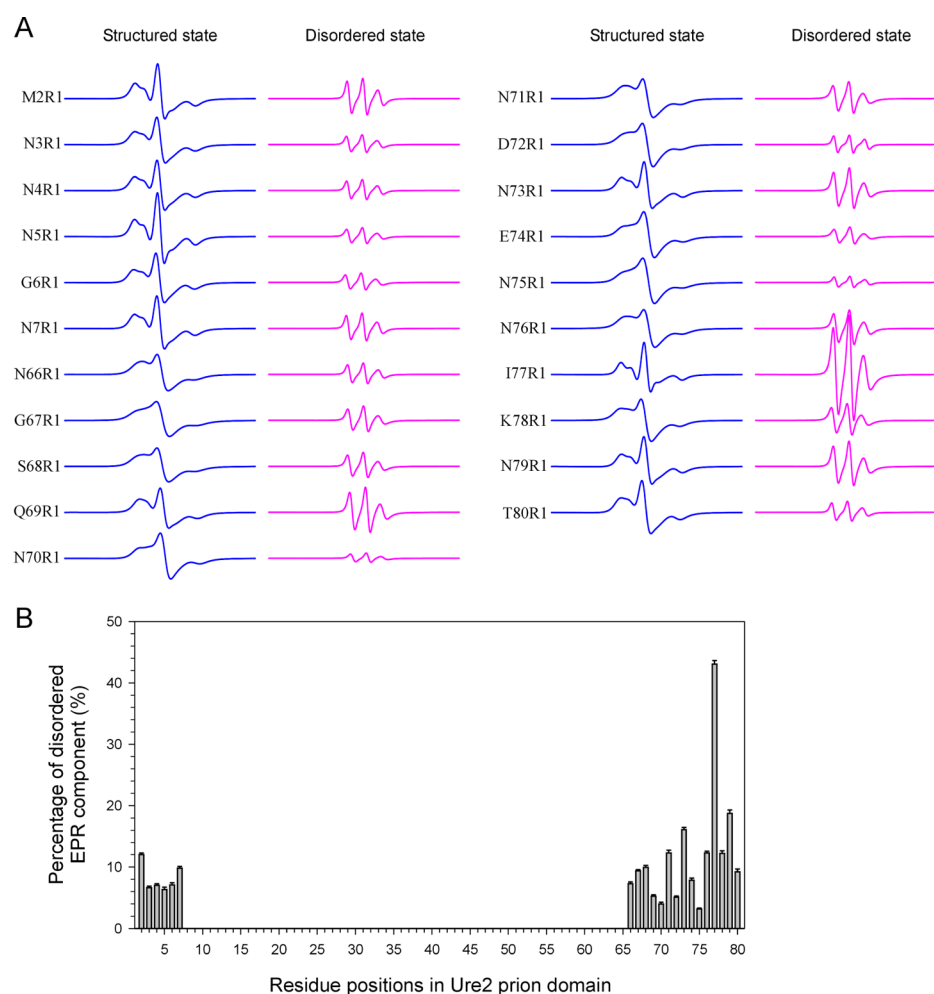 A
Structured state Disordered state Structured state Disordered state
M2R1
N3R1
N4R1
N5R1
G6R1
N7R1
N66R1
G67R1
S68R1
Q69R1
N70R1
N71R1
D72R1
N73R1
E74R1
N75R1
N76R1
I77R1
K78R1
N79R1
T80R1
B
Percentage of disordered
EPR component (%)
50
40
30
20
10
0
5 10 15 20 25 30 35 40 45 50 55 60 65 70 75 80
Residue positions in Ure2 prion domain